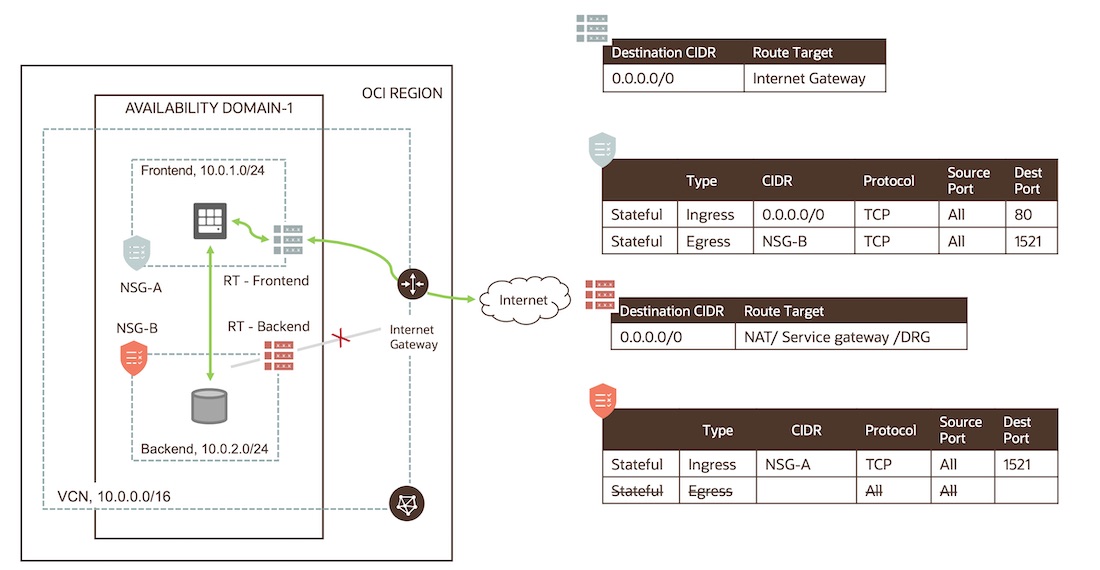 OCI REGION
AVAILABILITY DOMAIN-1
Frontend, 10.0.1.0/24
NSG-A
RT - Frontend
NSG-B
RT - Backend
Internet
Gateway
Backend, 10.0.2.0/24
VCN, 10.0.0.0/16
Internet
Destination CIDR Route Target
0.0.0.0/0 Internet Gateway
Type CIDR Protocol Source Port Dest Port
Stateful Ingress 0.0.0.0/0 TCP All 80
Stateful Egress NSG-B TCP All 1521
Destination CIDR Route Target
0.0.0.0/0 NAT/ Service gateway /DRG
Type CIDR Protocol Source Port Dest Port
Stateful Ingress NSG-A TCP All 1521
Stateful Egress All All